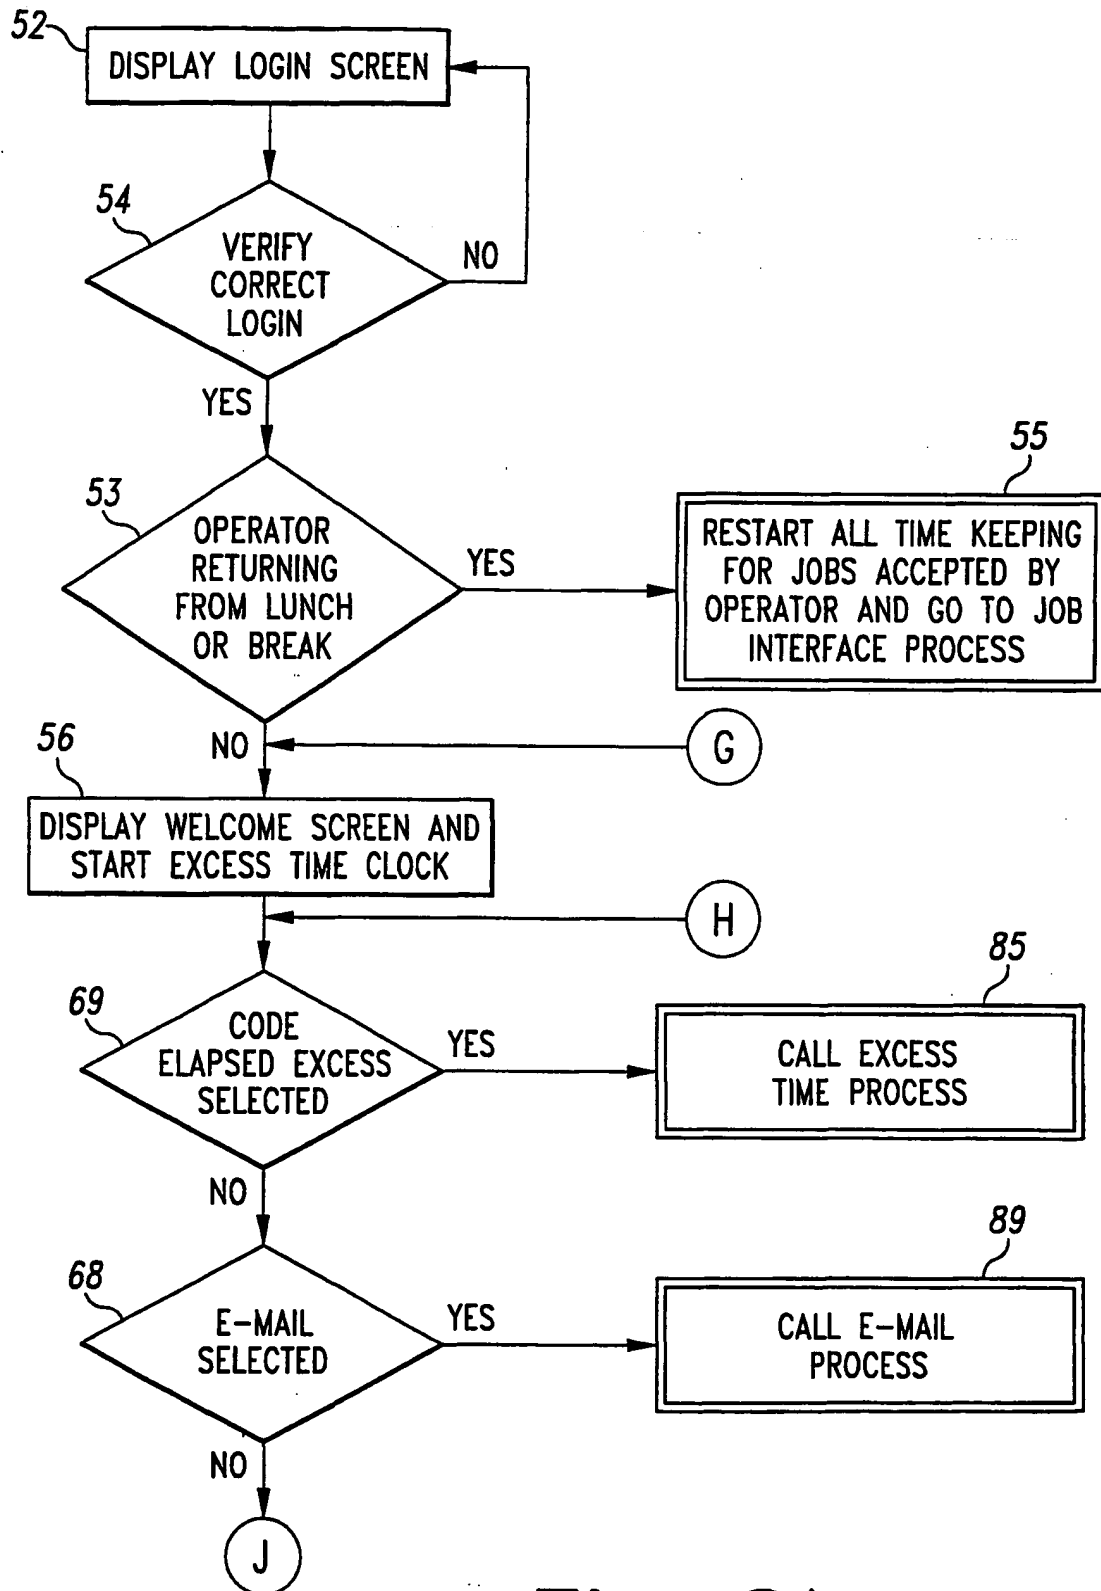 52
DISPLAY LOGIN SCREEN
54
VERIFY
CORRECT
LOGIN
NO
YES
53
OPERATOR
RETURNING
FROM LUNCH
OR BREAK
YES
55
RESTART ALL TIME KEEPING
FOR JOBS ACCEPTED BY
OPERATOR AND GO TO JOB
INTERFACE PROCESS
NO
G
56
DISPLAY WELCOME SCREEN AND
START EXCESS TIME CLOCK
H
69
CODE
ELAPSED EXCESS
SELECTED
YES
85
CALL EXCESS
TIME PROCESS
NO
68
E-MAIL
SELECTED
YES
89
CALL E-MAIL
PROCESS
NO
J